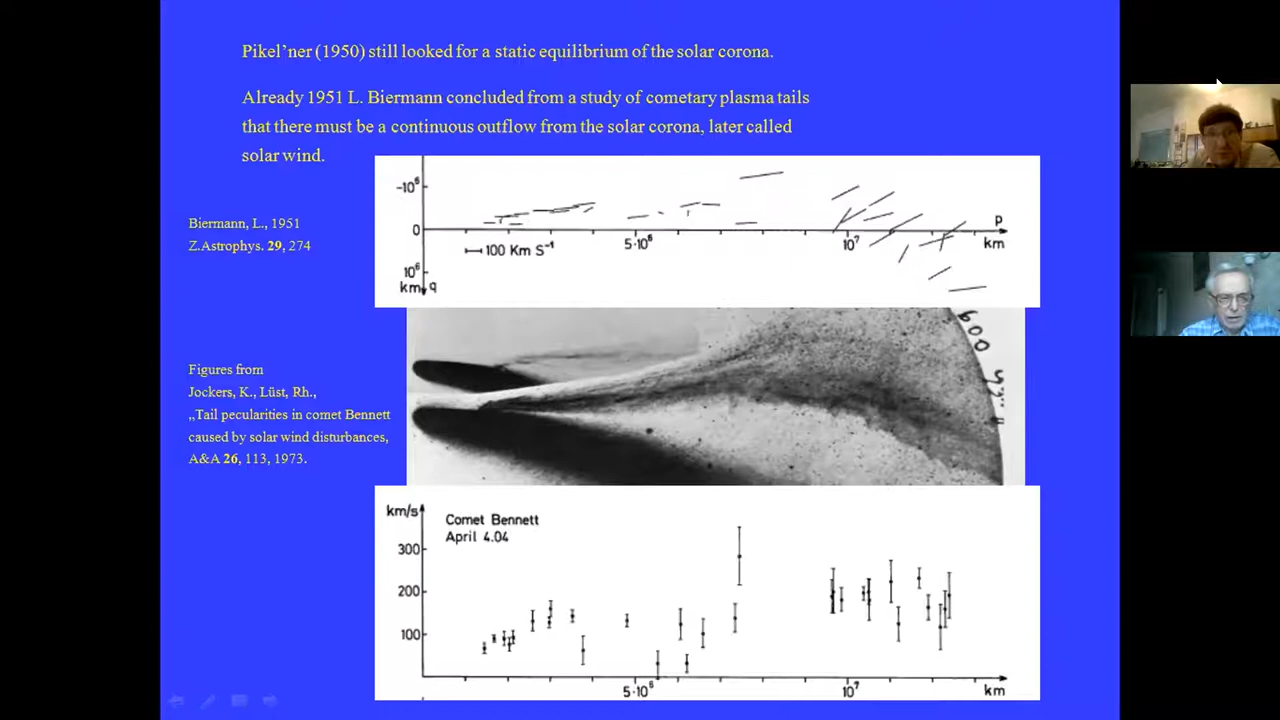 Pikel’ner (1950) still looked for a static equilibrium of the solar corona.
Already 1951 L. Biermann concluded from a study of cometary plasma tails
that there must be a continuous outflow from the solar corona, later called
solar wind.
Biermann, L., 1951
Z.Astrophys. 29, 274
-10⁶
0
10⁶
km q
100 Km S⁻¹
5·10⁶
10⁷
p
km
Figures from
Jockers, K., Lüst, Rh.,
„Tail pecularities in comet Bennett
caused by solar wind disturbances,
A&A 26, 113, 1973.
600
km/s
Comet Bennett
April 4.04
300
200
100
5·10⁶
10⁷
km